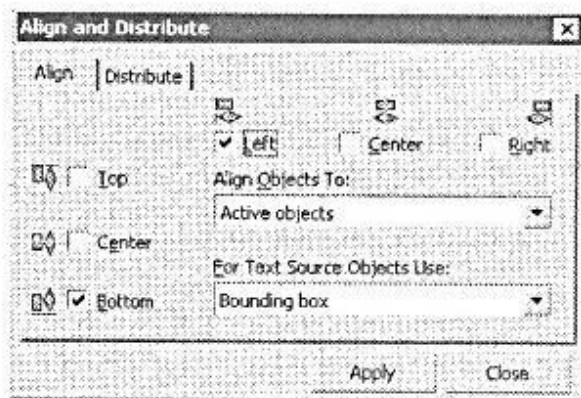 Align and Distribute
Align Distribute
Left Center Right
Top
Align Objects To:
Active objects
Center
For Text Source Objects Use:
Bottom
Bounding box
Apply Close